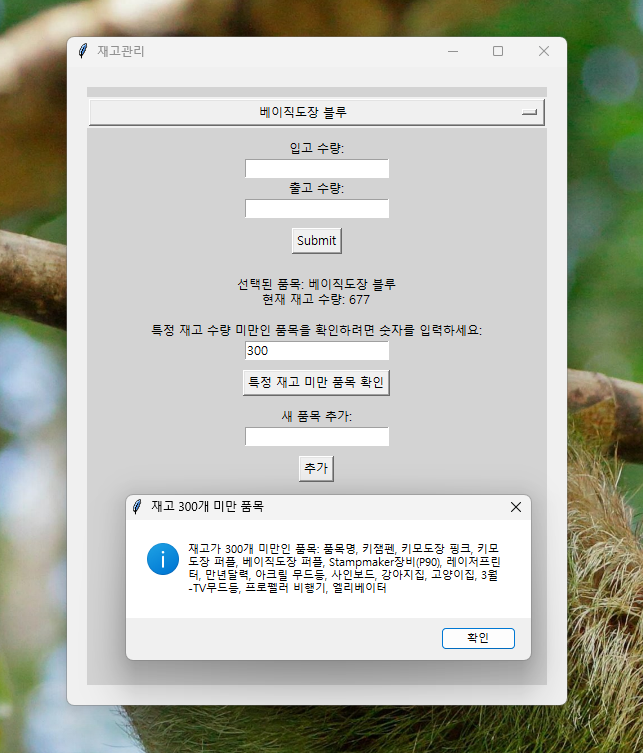 재고관리
베이직도장 블루
입고 수량:
출고 수량:
Submit
선택된 품목: 베이직도장 블루
현재 재고 수량: 677
특정 재고 수량 미만인 품목을 확인하려면 숫자를 입력하세요:
300
특정 재고 미만 품목 확인
새 품목 추가:
추가
재고 300개 미만 품목
재고가 300개 미만인 품목: 품목명, 키잼펜, 키모도장 핑크, 키모
도장 퍼플, 베이직도장 퍼플, Stampmaker장비(P90), 레이저프린
터, 만년달력, 아크릴 무드등, 사인보드, 강아지집, 고양이집, 3월
-TV무드등, 프로펠러 비행기, 엘리베이터
확인